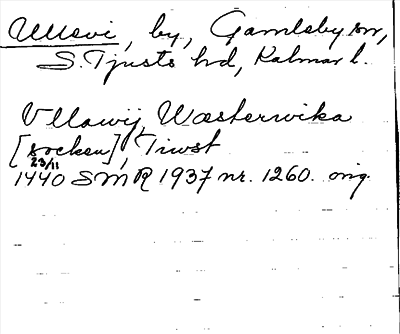 Ullevi, by, Gamleby sn,
S. Tjusts hd, Kalmar l.
Vllawij, Wæsterwika
[socken], Tiwst
23/11
1440 SMR 1937 nr. 1260. orig.